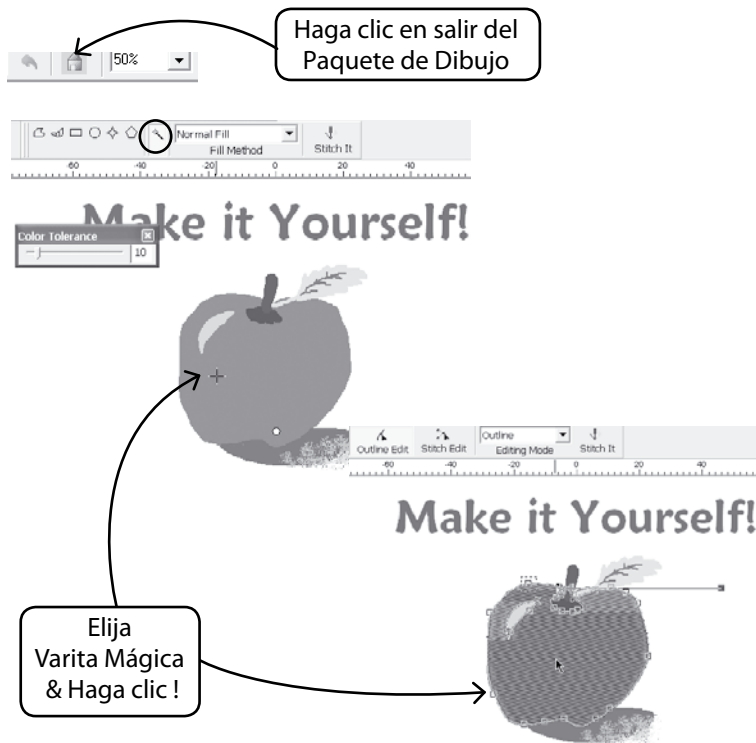 Haga clic en salir del
Paquete de Dibujo
50%
Normal Fill
Fill Method
Stitch It
-60 -40 -20 0 20 40
Make it Yourself!
Color Tolerance
10
Outline Edit
Stitch Edit
Outline
Editing Mode
Stitch It
-60 -40 -20 0 20 40
Make it Yourself!
Elija
Varita Mágica
& Haga clic !